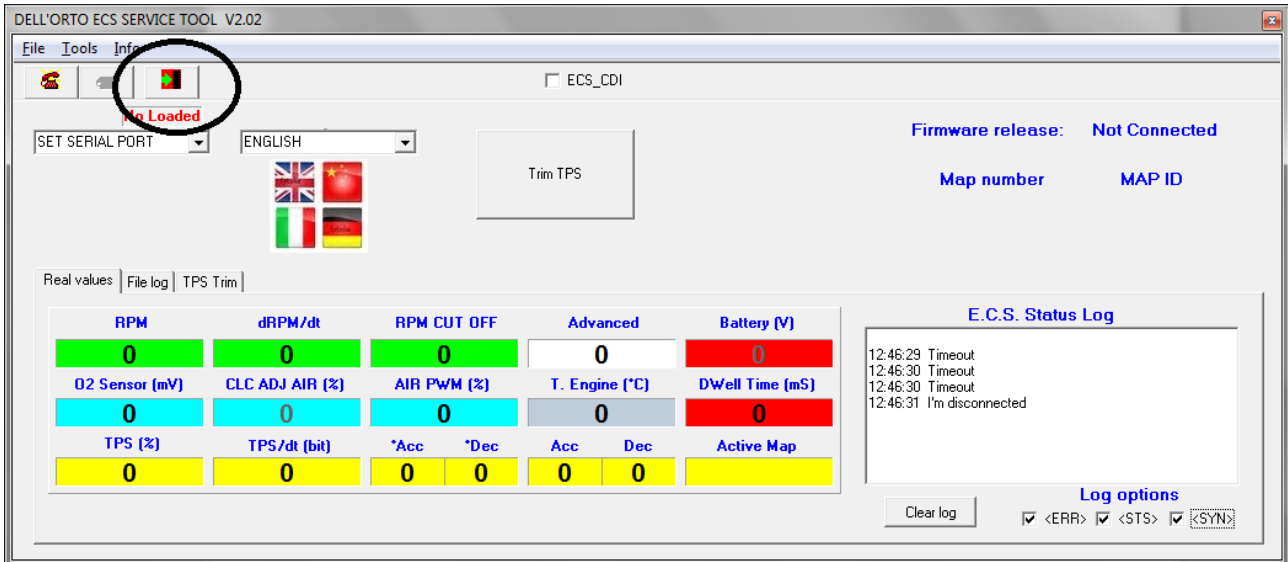 DELL'ORTO ECS SERVICE TOOL V2.02
File Tools Info
ECS_CDI
No Loaded
SET SERIAL PORT
ENGLISH
Trim TPS
Firmware release: Not Connected
Map number MAP ID
Real values File log TPS Trim
RPM dRPM/dt RPM CUT OFF Advanced Battery (V)
0 0 0 0 0
O2 Sensor (mV) CLC ADJ AIR (%) AIR PWM (%) T. Engine (°C) DWell Time (mS)
0 0 0 0 0
TPS (%) TPS/dt (bit) *Acc *Dec Acc Dec Active Map
0 0 0 0 0 0
E.C.S. Status Log
12:46:29 Timeout
12:46:30 Timeout
12:46:30 Timeout
12:46:31 I'm disconnected
Log options
Clear log <ERR> <STS> <SYN>